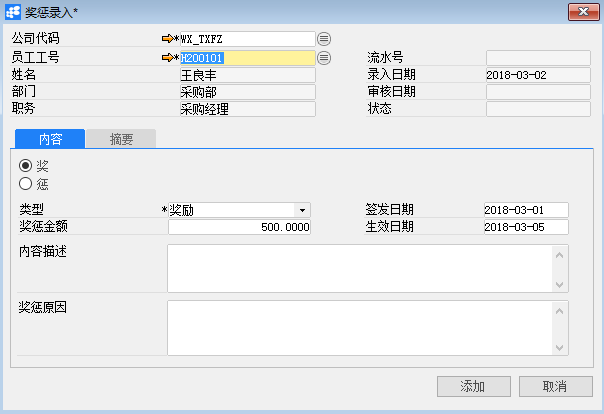 奖惩录入*
公司代码 *WX_TXFZ
员工工号 *H200101 流水号
姓名 王良丰 录入日期 2018-03-02
部门 采购部 审核日期
职务 采购经理 状态
内容 摘要
奖
惩
类型 *奖励 签发日期 2018-03-01
奖惩金额 500.0000 生效日期 2018-03-05
内容描述
奖惩原因
添加 取消